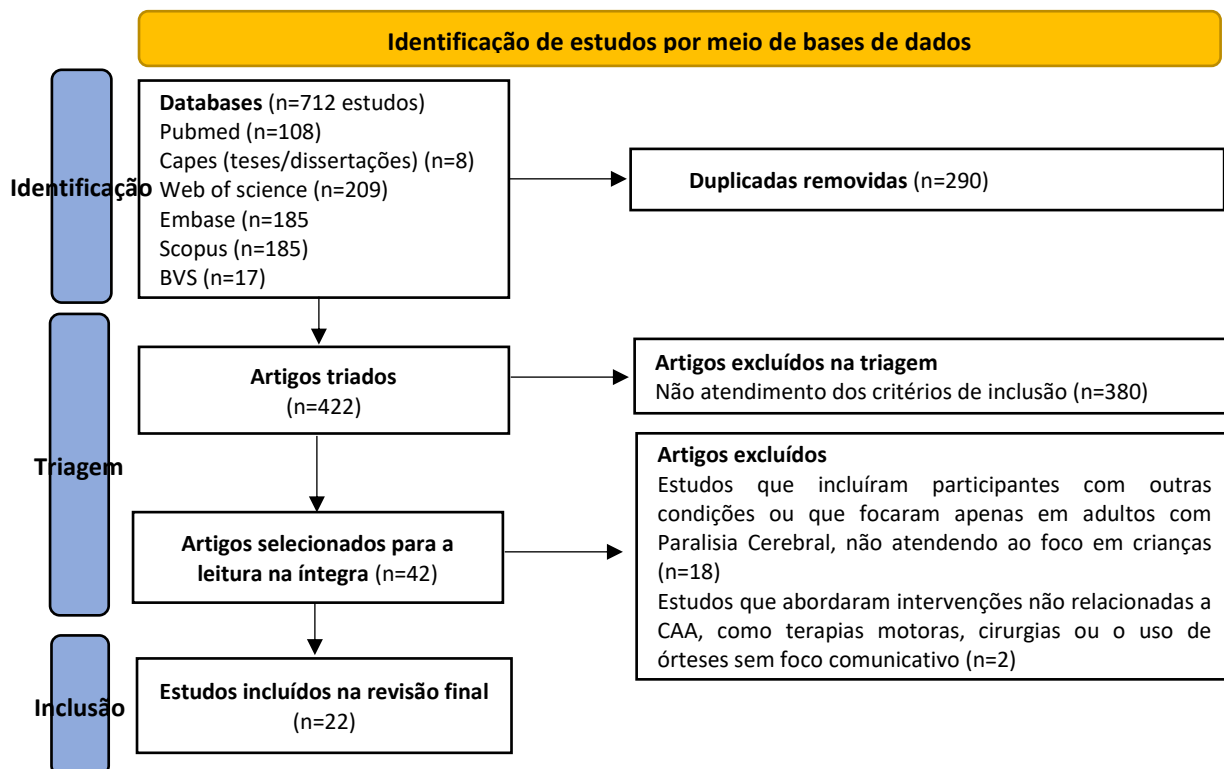 Identificação de estudos por meio de bases de dados
Identificação
Databases (n=712 estudos)
Pubmed (n=108)
Capes (teses/dissertações) (n=8)
Web of science (n=209)
Embase (n=185
Scopus (n=185)
BVS (n=17)
Duplicadas removidas (n=290)
Triagem
Artigos triados
(n=422)
Artigos excluídos na triagem
Não atendimento dos critérios de inclusão (n=380)
Artigos selecionados para a
leitura na íntegra (n=42)
Artigos excluídos
Estudos que incluíram participantes com outras
condições ou que focaram apenas em adultos com
Paralisia Cerebral, não atendendo ao foco em crianças
(n=18)
Estudos que abordaram intervenções não relacionadas a
CAA, como terapias motoras, cirurgias ou o uso de
órteses sem foco comunicativo (n=2)
Inclusão
Estudos incluídos na revisão final
(n=22)